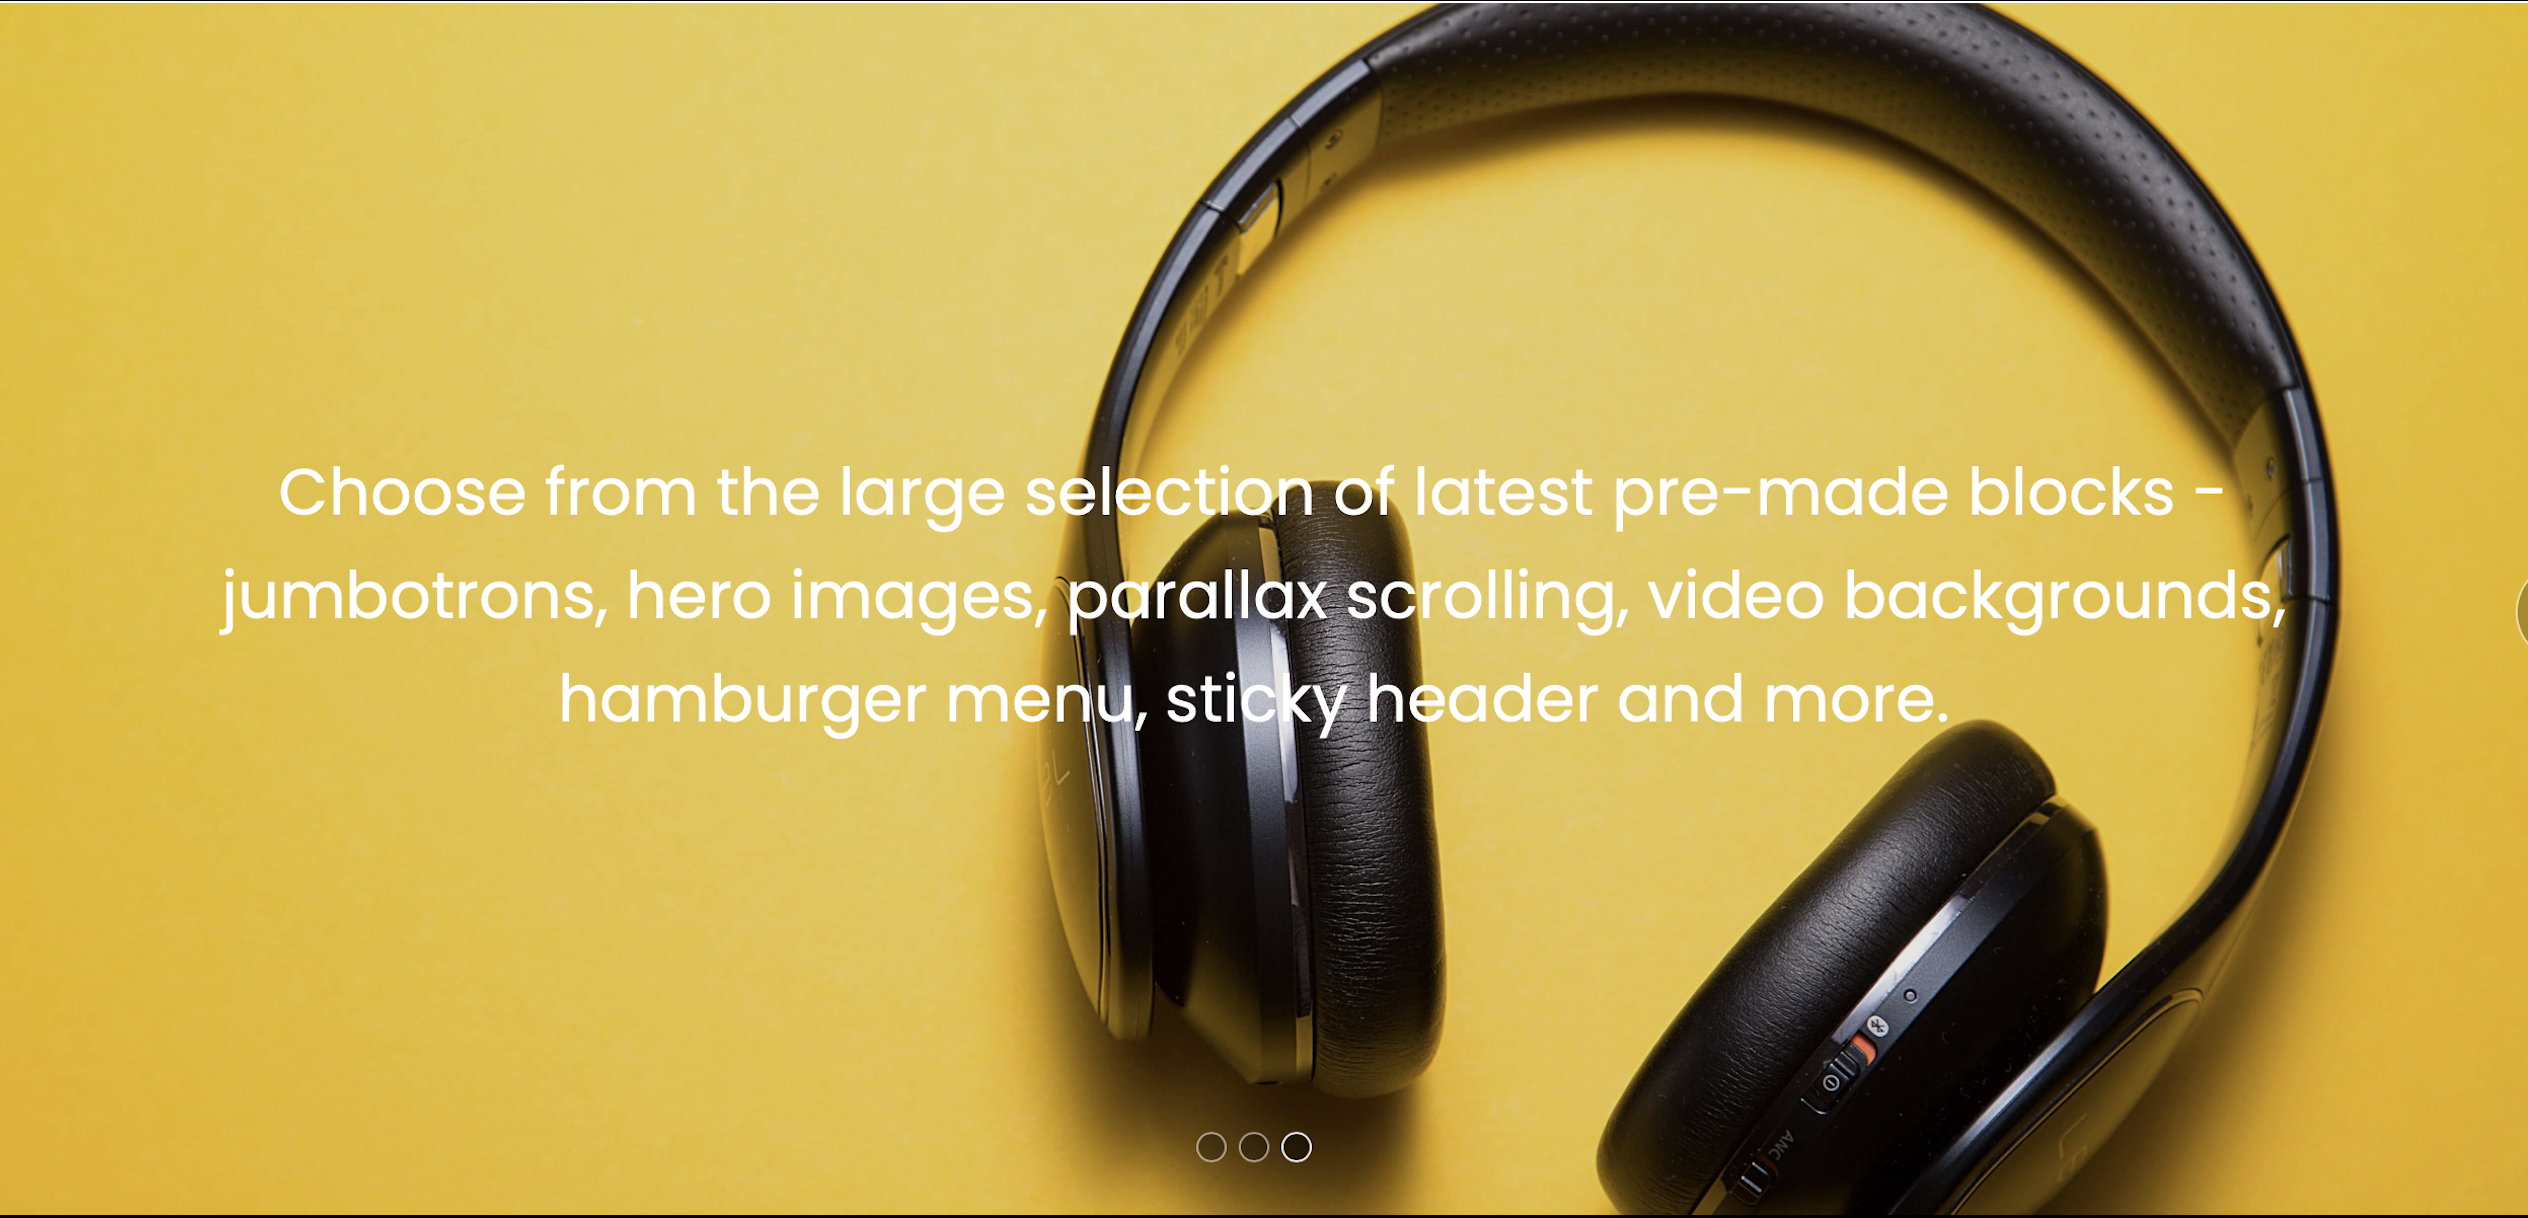 Choose from the large selection of latest pre-made blocks -
jumbotrons, hero images, parallax scrolling, video backgrounds,
hamburger menu, sticky header and more.
ANC